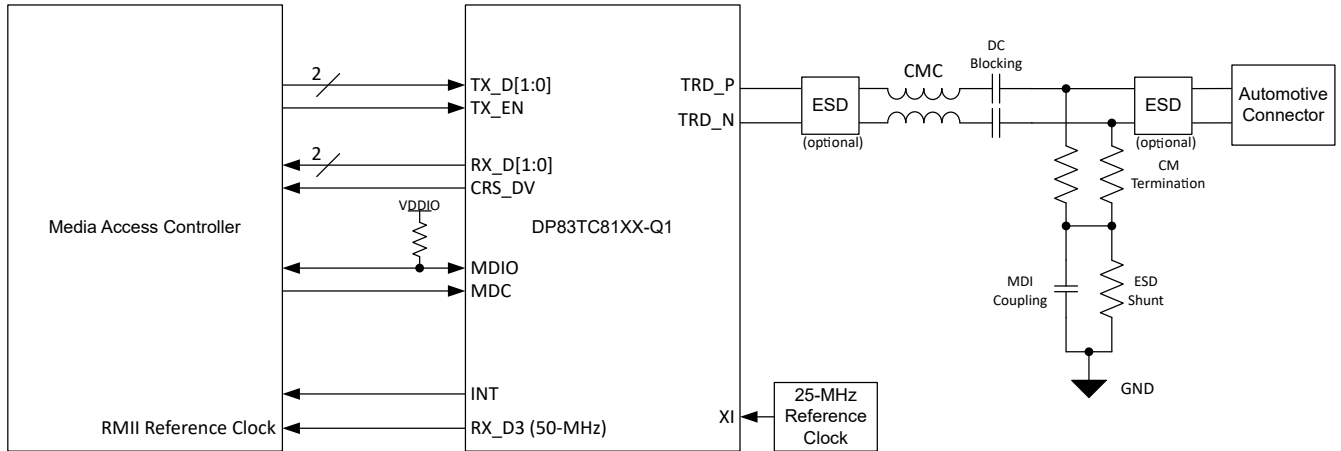 Media Access Controller
RMII Reference Clock
2
2
VDDIO
TX_D[1:0]
TX_EN
RX_D[1:0]
CRS_DV
MDIO
MDC
INT
RX_D3 (50-MHz)
DP83TC81XX-Q1
TRD_P
TRD_N
XI
25-MHz
Reference
Clock
ESD
(optional)
CMC
DC
Blocking
ESD
(optional)
Automotive
Connector
CM
Termination
MDI
Coupling
ESD
Shunt
GND